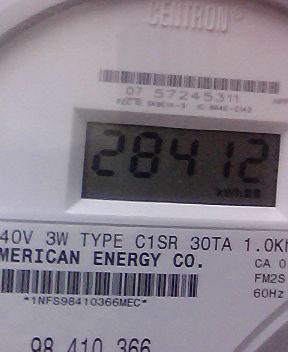 CENTRON®
07 57245311
28412
kWh
40V 3W TYPE C1SR 30TA 1.0Kh
MERICAN ENERGY CO.
CA 0
FM2S
*1NFS98410366MEC*
60Hz
98 410 366